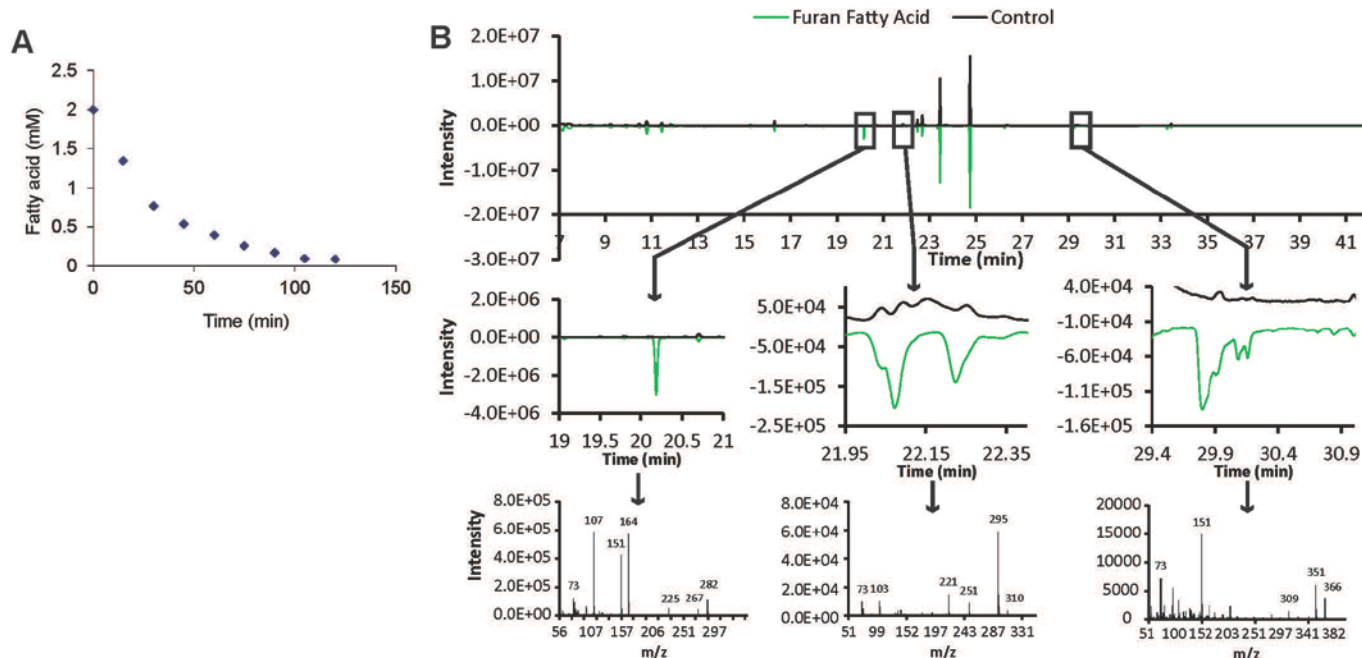 A
Fatty acid (mM)
2.5
2
1.5
1
0.5
0
0 50 100 150
Time (min)
B
Furan Fatty Acid Control
Intensity
2.0E+07
1.0E+07
0.0E+00
-1.0E+07
-2.0E+07
-3.0E+07
7 9 11 13 15 17 19 21 23 25 27 29 31 33 35 37 39 41
Time (min)
Intensity
2.0E+06
0.0E+00
-2.0E+06
-4.0E+06
19 19.5 20 20.5 21
Time (min)
5.0E+04
-5.0E+04
-1.5E+05
-2.5E+05
21.95 22.15 22.35
Time (min)
4.0E+04
-1.0E+04
-6.0E+04
-1.1E+05
-1.6E+05
29.4 29.9 30.4 30.9
Time (min)
Intensity
8.0E+05
6.0E+05
4.0E+05
2.0E+05
0.0E+00
73 107 151 164 225 267 282
56 107 157 206 251 297
m/z
8.0E+04
6.0E+04
4.0E+04
2.0E+04
0.0E+00
73 103 221 251 295 310
51 99 152 197 243 287 331
m/z
20000
15000
10000
5000
0
73 151 309 351 366
51 100 152 203 251 297 341 382
m/z